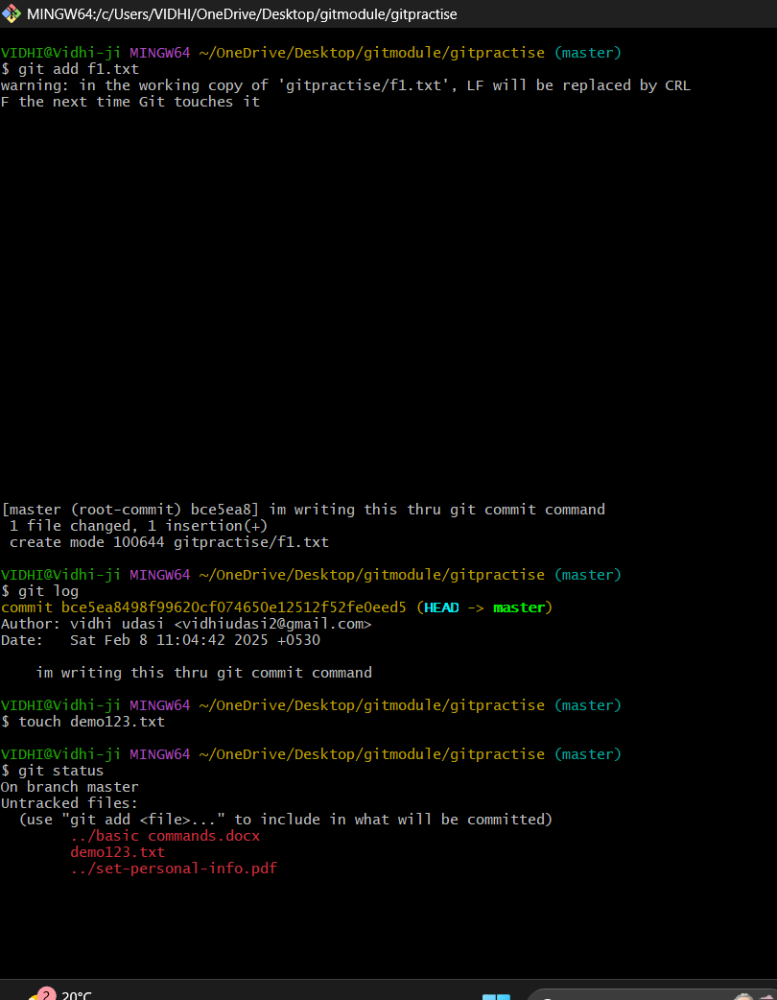 MINGW64:/c/Users/VIDHI/OneDrive/Desktop/gitmodule/gitpractise
VIDHI@Vidhi-ji MINGW64 ~/OneDrive/Desktop/gitmodule/gitpractise (master)
$ git add f1.txt
warning: in the working copy of 'gitpractise/f1.txt', LF will be replaced by CRL
F the next time Git touches it
[master (root-commit) bce5ea8] im writing this thru git commit command
 1 file changed, 1 insertion(+)
 create mode 100644 gitpractise/f1.txt
VIDHI@Vidhi-ji MINGW64 ~/OneDrive/Desktop/gitmodule/gitpractise (master)
$ git log
commit bce5ea8498f99620cf074650e12512f52fe0eed5 (HEAD -> master)
Author: vidhi udasi <vidhiudasi2@gmail.com>
Date:   Sat Feb 8 11:04:42 2025 +0530
    im writing this thru git commit command
VIDHI@Vidhi-ji MINGW64 ~/OneDrive/Desktop/gitmodule/gitpractise (master)
$ touch demo123.txt
VIDHI@Vidhi-ji MINGW64 ~/OneDrive/Desktop/gitmodule/gitpractise (master)
$ git status
On branch master
Untracked files:
  (use "git add <file>..." to include in what will be committed)
        ../basic commands.docx
        demo123.txt
        ../set-personal-info.pdf
2
20°C